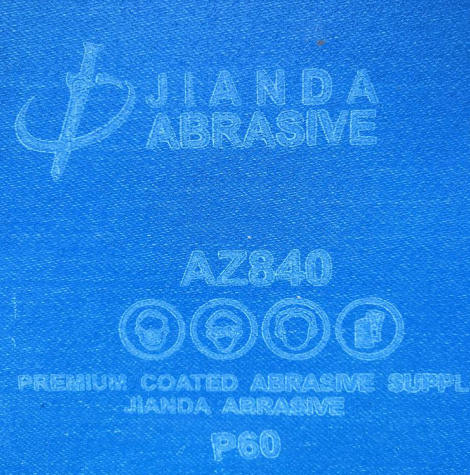 JIANDA
ABRASIVE
AZ840
PREMIUM COATED ABRASIVE SUPPL
JIANDA ABRASIVE
P60